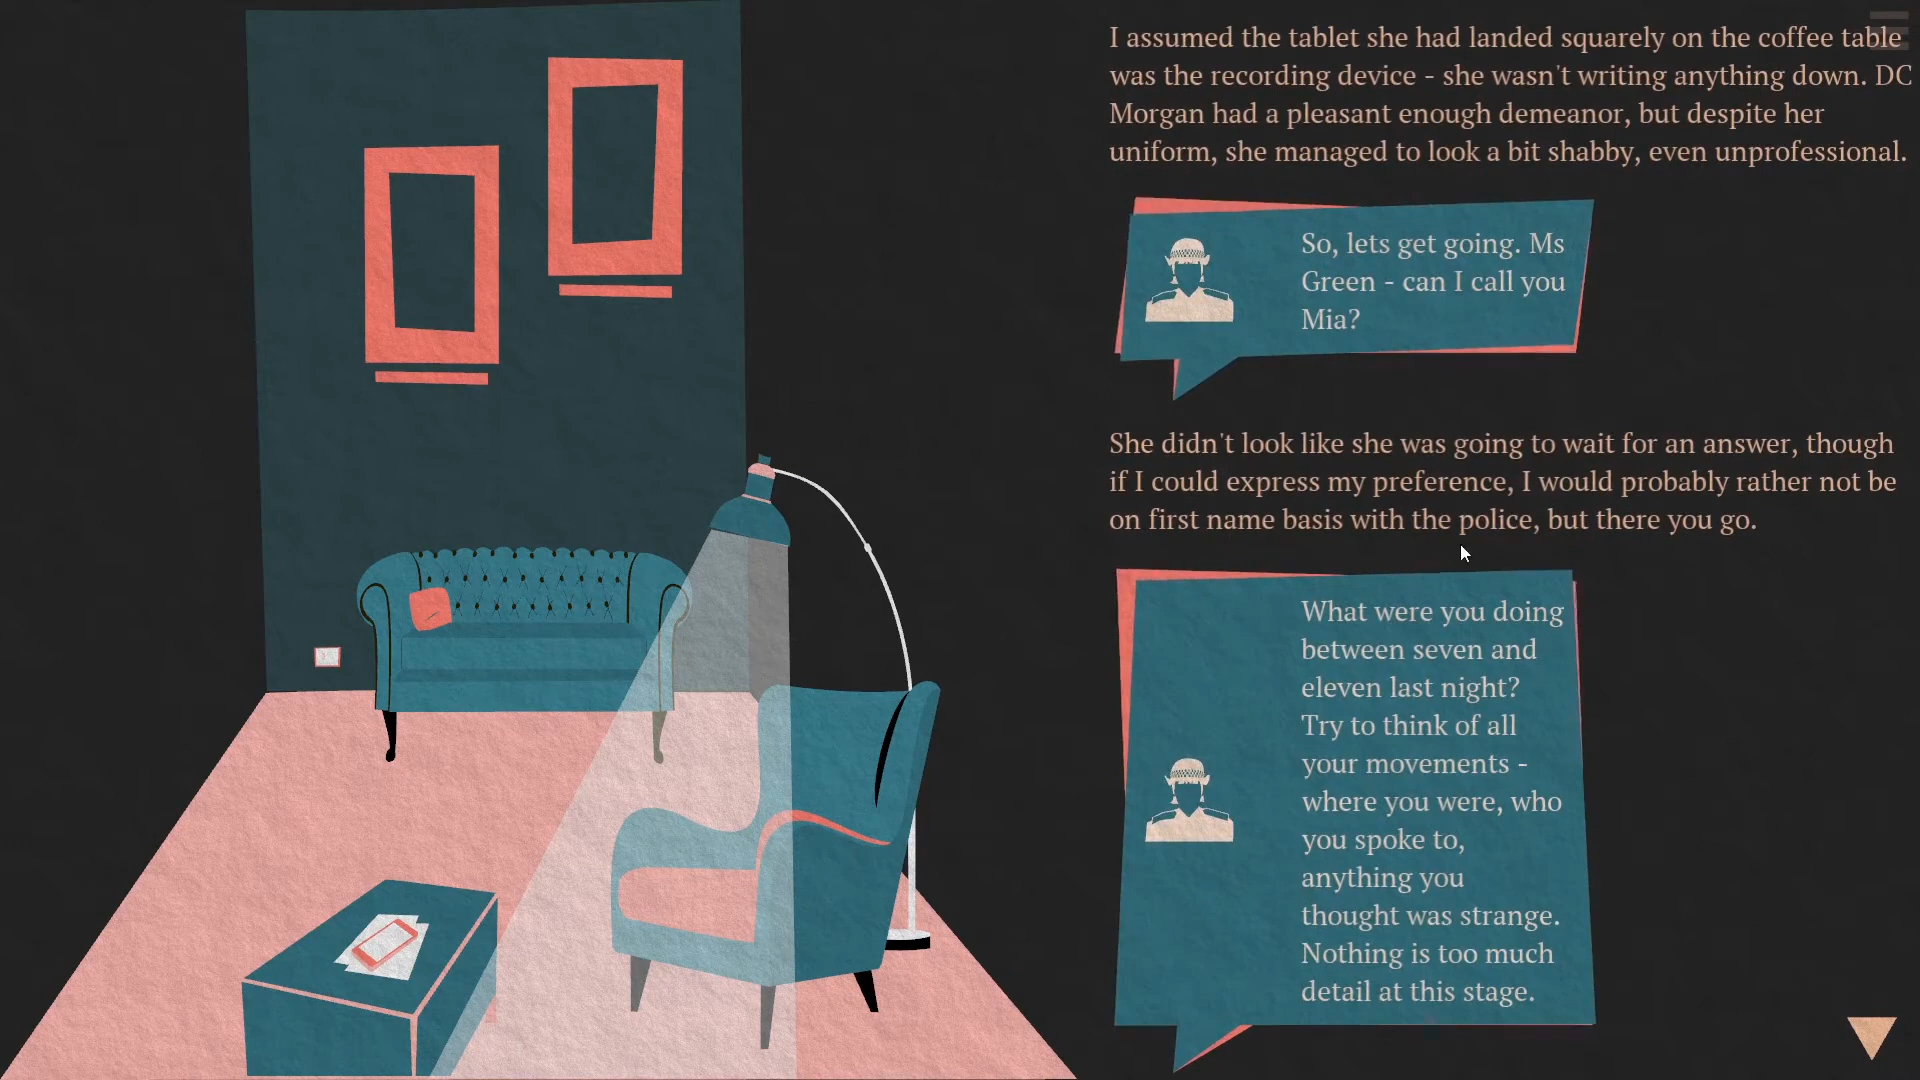 I assumed the tablet she had landed squarely on the coffee table
was the recording device - she wasn't writing anything down. DC
Morgan had a pleasant enough demeanor, but despite her
uniform, she managed to look a bit shabby, even unprofessional.
So, lets get going. Ms
Green - can I call you
Mia?
She didn't look like she was going to wait for an answer, though
if I could express my preference, I would probably rather not be
on first name basis with the police, but there you go.
What were you doing
between seven and
eleven last night?
Try to think of all
your movements -
where you were, who
you spoke to,
anything you
thought was strange.
Nothing is too much
detail at this stage.